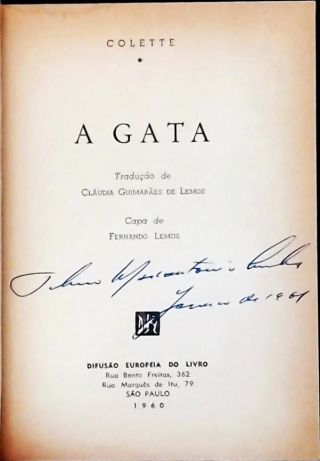 COLETTE
*
A GATA
Tradução de
CLÁUDIA GUIMARÃES DE LEMOS
Capa de
FERNANDO LEMOS
Janeiro de 1961
DIFUSÃO EUROPÉIA DO LIVRO
Rua Bento Freitas, 362
Rua Marquês de Itu, 79
SÃO PAULO
1960